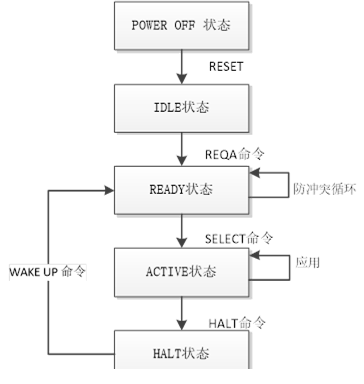 POWER OFF 状态
RESET
IDLE状态
REQA命令
READY状态
防冲突循环
SELECT命令
WAKE UP 命令
ACTIVE状态
应用
HALT命令
HALT状态